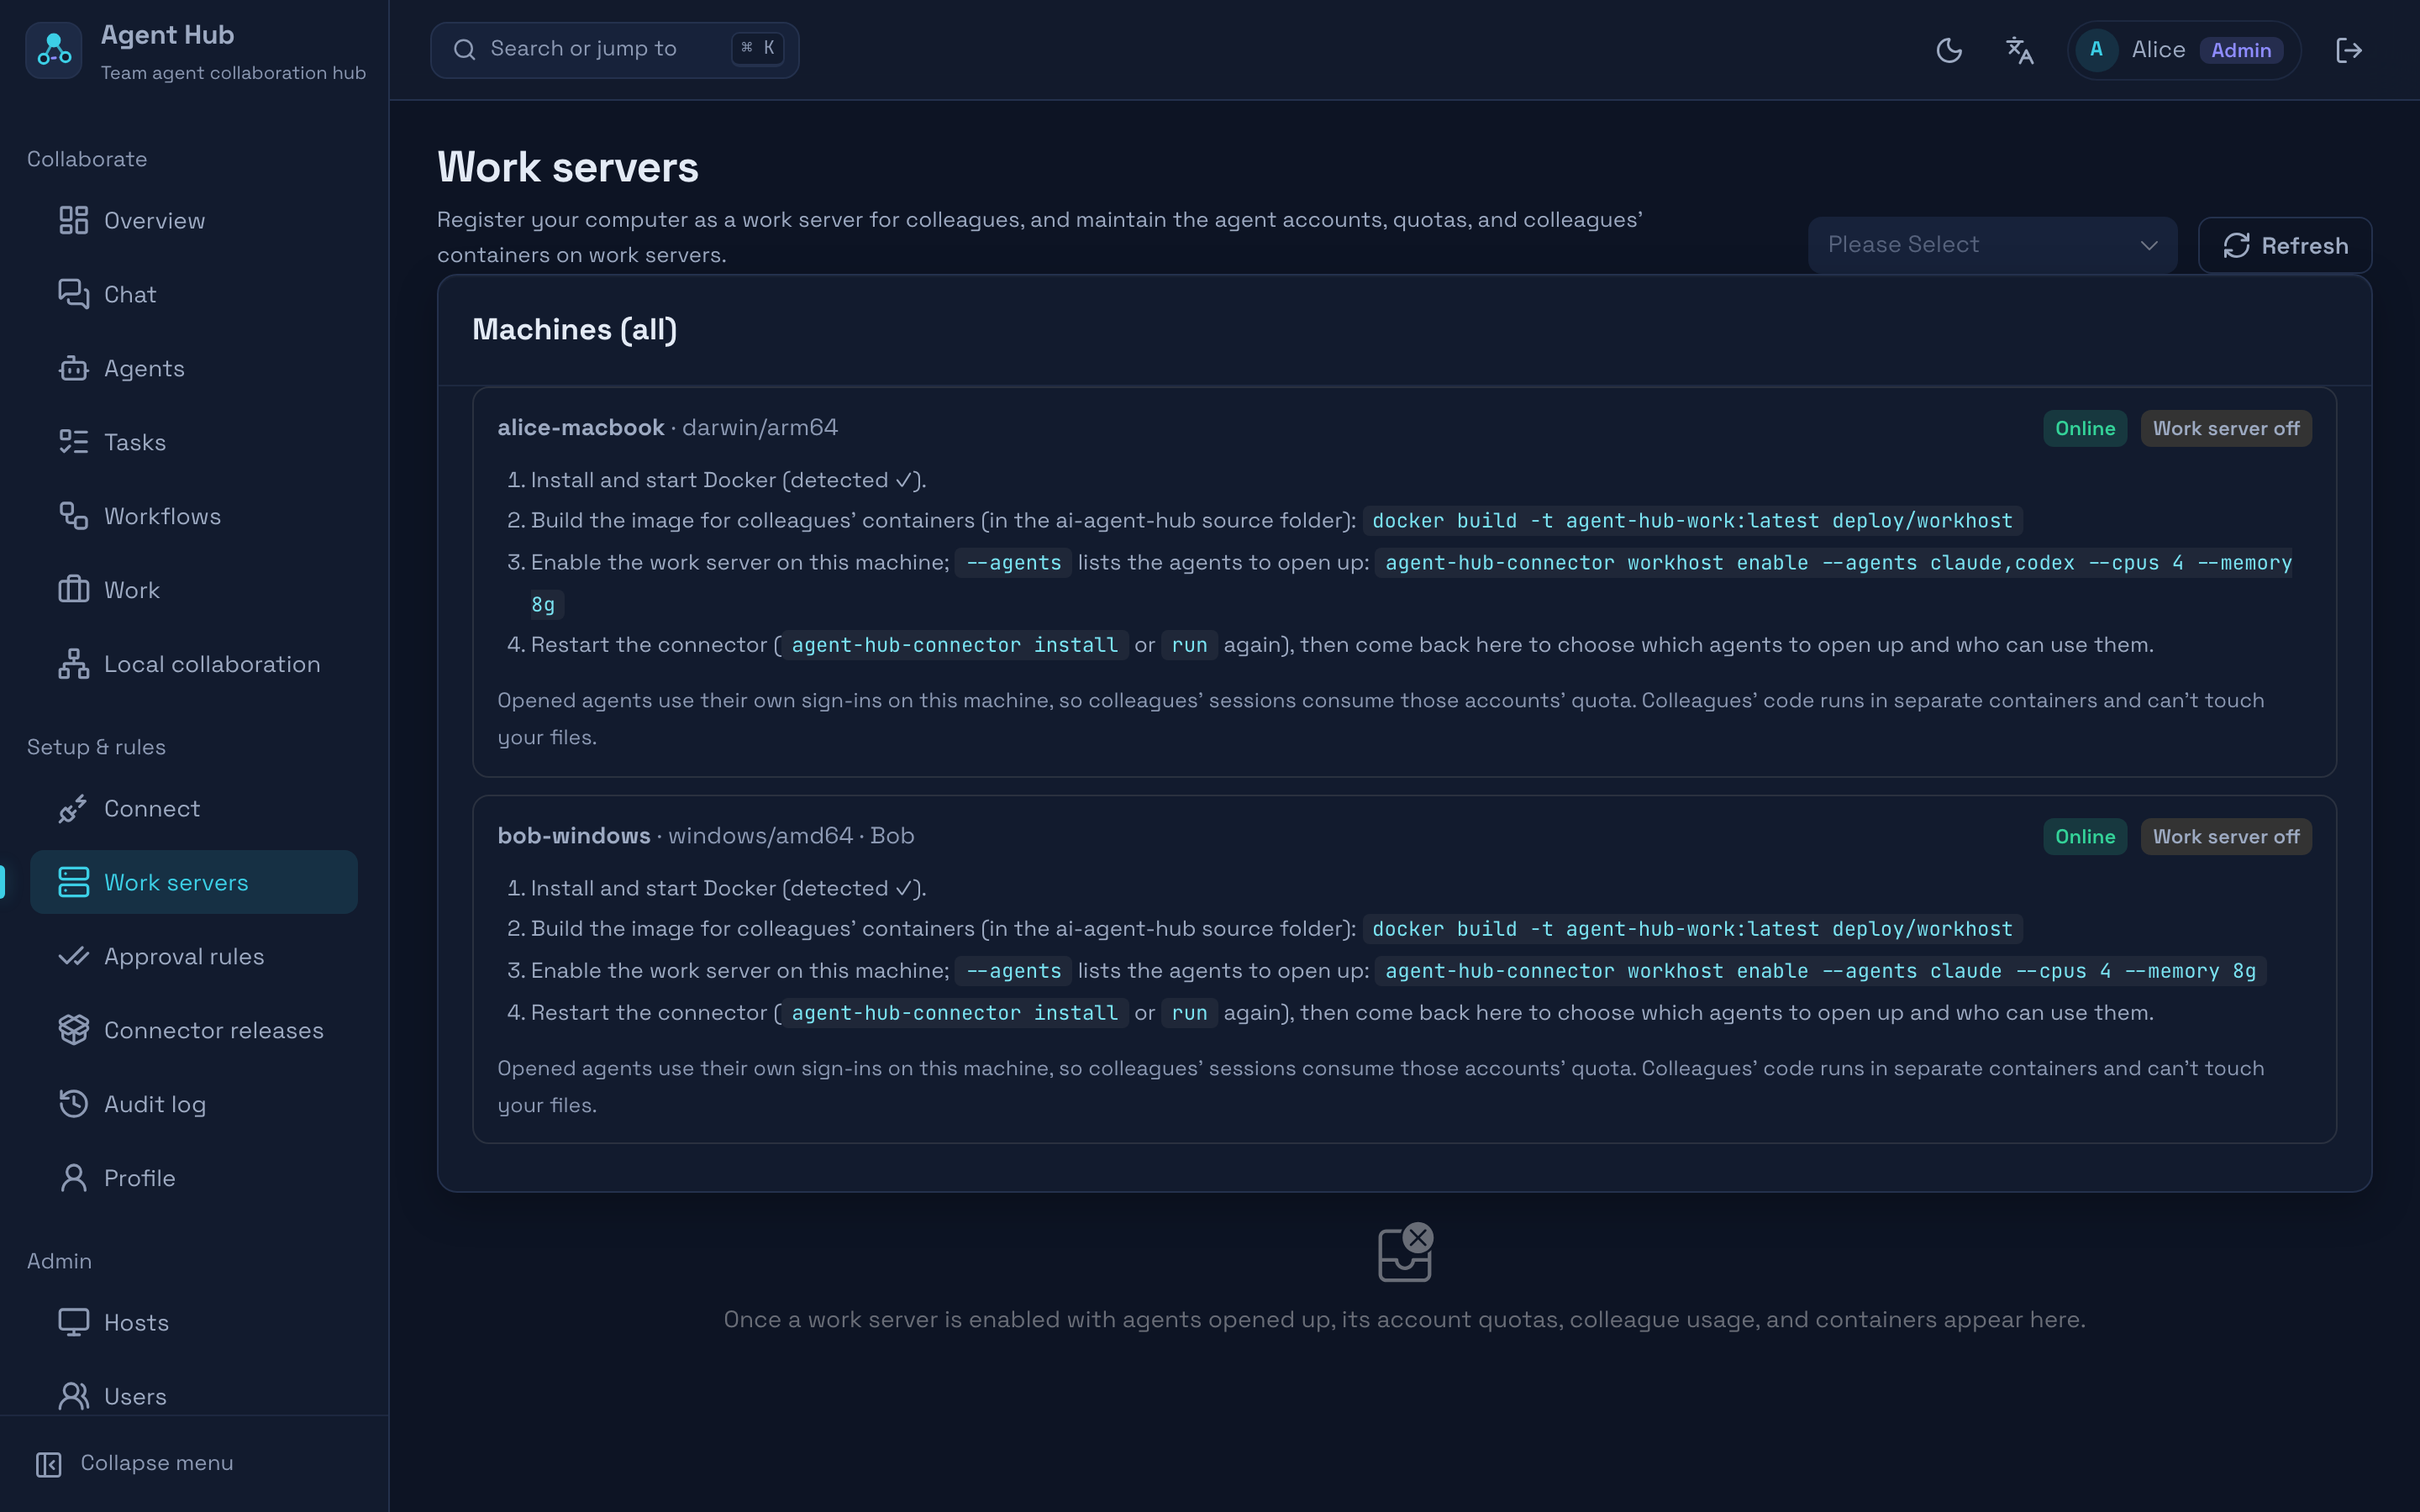 Agent Hub
Team agent collaboration hub
Search or jump to
⌘ K
A
Alice
Admin
Collaborate
Overview
Chat
Agents
Tasks
Workflows
Work
Local collaboration
Setup & rules
Connect
Work servers
Approval rules
Connector releases
Audit log
Profile
Admin
Hosts
Users
Collapse menu
Work servers
Register your computer as a work server for colleagues, and maintain the agent accounts, quotas, and colleagues’
containers on work servers.
Please Select
Refresh
Machines (all)
alice-macbook · darwin/arm64
Online
Work server off
1. Install and start Docker (detected ✓).
2. Build the image for colleagues’ containers (in the ai-agent-hub source folder): docker build -t agent-hub-work:latest deploy/workhost
3. Enable the work server on this machine; --agents lists the agents to open up: agent-hub-connector workhost enable --agents claude,codex --cpus 4 --memory
8g
4. Restart the connector (agent-hub-connector install or run again), then come back here to choose which agents to open up and who can use them.
Opened agents use their own sign-ins on this machine, so colleagues’ sessions consume those accounts’ quota. Colleagues’ code runs in separate containers and can’t touch
your files.
bob-windows · windows/amd64 · Bob
Online
Work server off
1. Install and start Docker (detected ✓).
2. Build the image for colleagues’ containers (in the ai-agent-hub source folder): docker build -t agent-hub-work:latest deploy/workhost
3. Enable the work server on this machine; --agents lists the agents to open up: agent-hub-connector workhost enable --agents claude --cpus 4 --memory 8g
4. Restart the connector (agent-hub-connector install or run again), then come back here to choose which agents to open up and who can use them.
Opened agents use their own sign-ins on this machine, so colleagues’ sessions consume those accounts’ quota. Colleagues’ code runs in separate containers and can’t touch
your files.
Once a work server is enabled with agents opened up, its account quotas, colleague usage, and containers appear here.